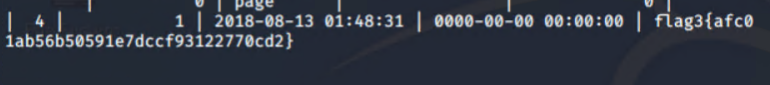 | 0 | page | | 0 |
| 4 | 1 | 2018-08-13 01:48:31 | 0000-00-00 00:00:00 | flag3{afc0
1ab56b50591e7dccf93122770cd2}